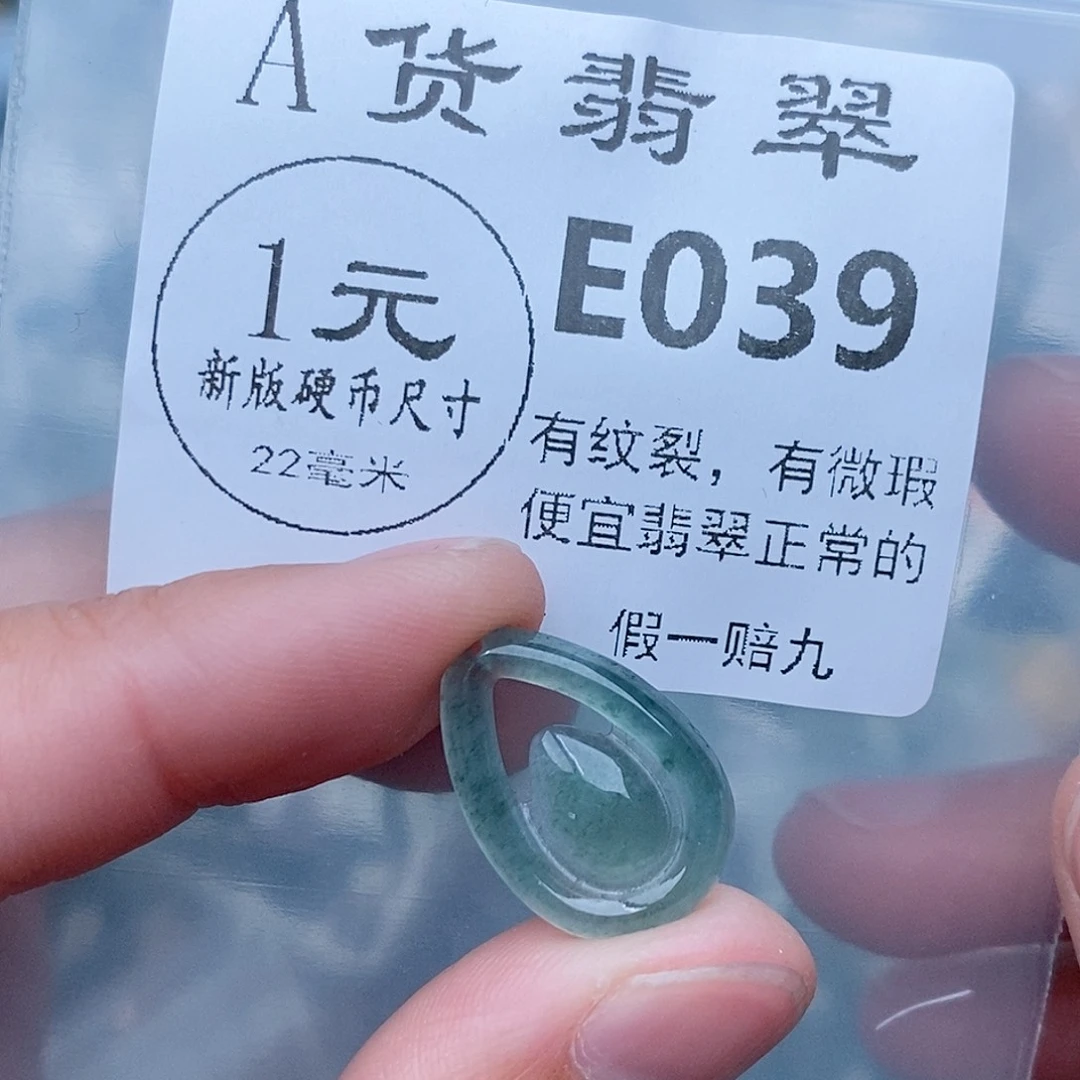 A货翡翠
1元
新版硬币尺寸
22毫米
E039
有纹裂，有微瑕
便宜翡翠正常的
假一赔九